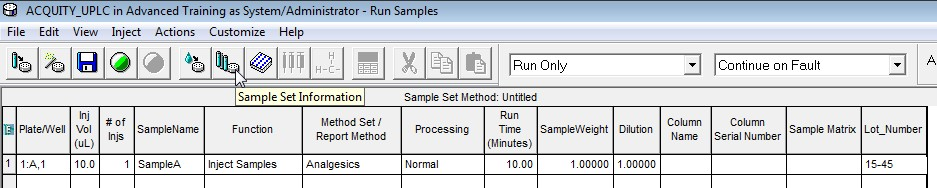 ACQUITY_UPLC in Advanced Training as System/Administrator - Run Samples
File Edit View Inject Actions Customize Help
H-C- Run Only Continue on Fault A
Sample Set Information Sample Set Method: Untitled
Plate/Well Inj Vol (uL) # of Injs SampleName Function Method Set / Report Method Processing Run Time (Minutes) SampleWeight Dilution Column Name Column Serial Number Sample Matrix Lot_Number
1 1:A,1 10.0 1 SampleA Inject Samples Analgesics Normal 10.00 1.00000 1.00000 15-45